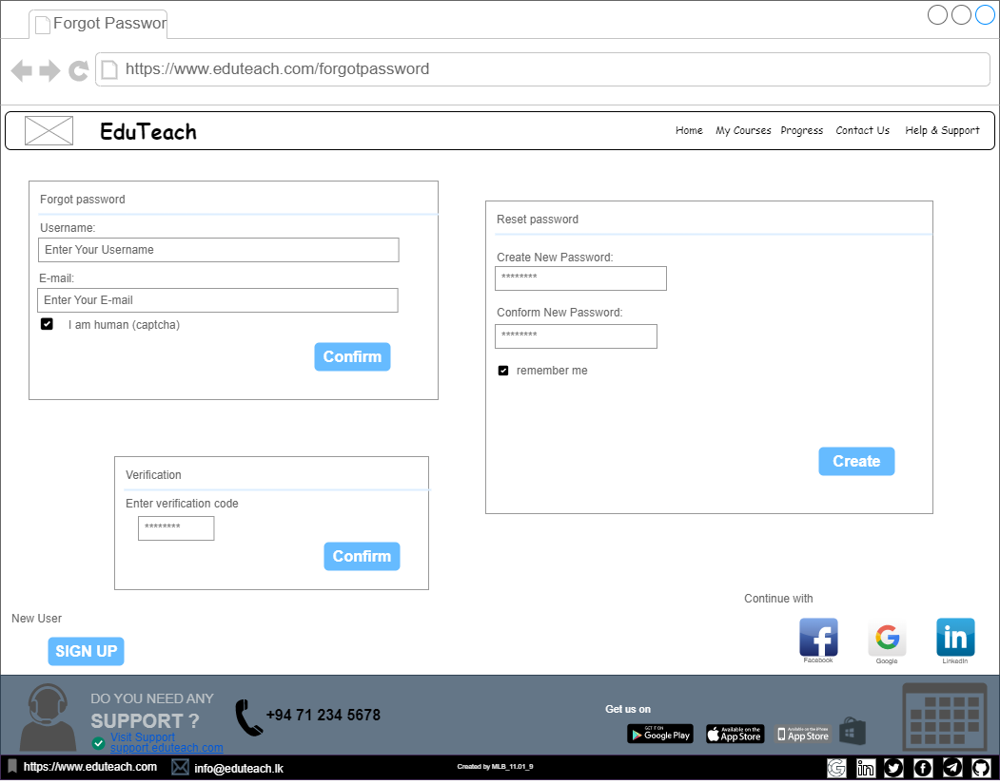 Forgot Passwor
https://www.eduteach.com/forgotpassword
EduTeach
Home My Courses Progress Contact Us Help & Support
Forgot password
Username:
Enter Your Username
E-mail:
Enter Your E-mail
I am human (captcha)
Confirm
Reset password
Create New Password:
********
Conform New Password:
********
remember me
Create
Verification
Enter verification code
********
Confirm
Continue with
Facebook
Google
LinkedIn
New User
SIGN UP
DO YOU NEED ANY
SUPPORT ?
Visit Support
support.eduteach.com
+94 71 234 5678
Get us on
GET IT ON
Google Play
Available on the
App Store
Available on the iPhone
App Store
https://www.eduteach.com
info@eduteach.lk
Created by MLB_11.01_9